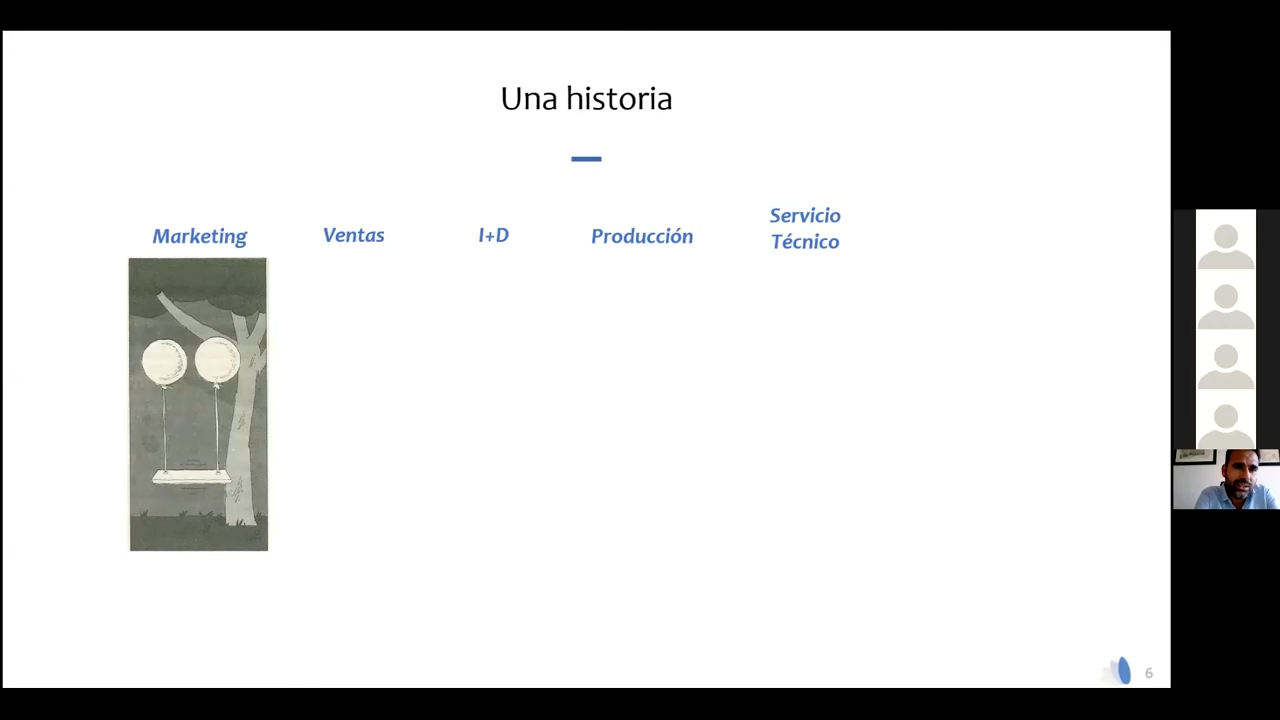 Una historia
Marketing
Ventas
I+D
Producción
Servicio
Técnico
6